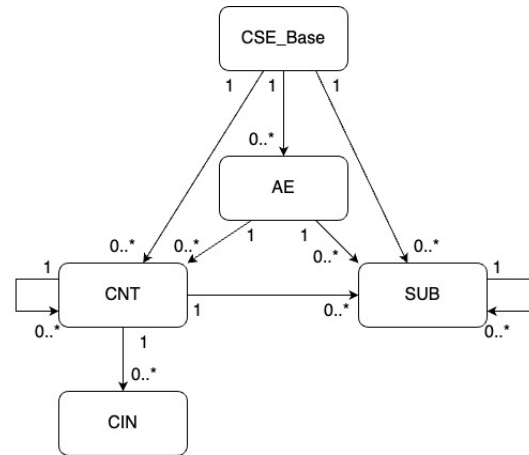 CSE_Base
1 1 1
0..*
AE
1 1
0..* 0..* 0..* 0..*
1 CNT SUB 1
0..* 1 0..* 0..*
1
0..*
CIN